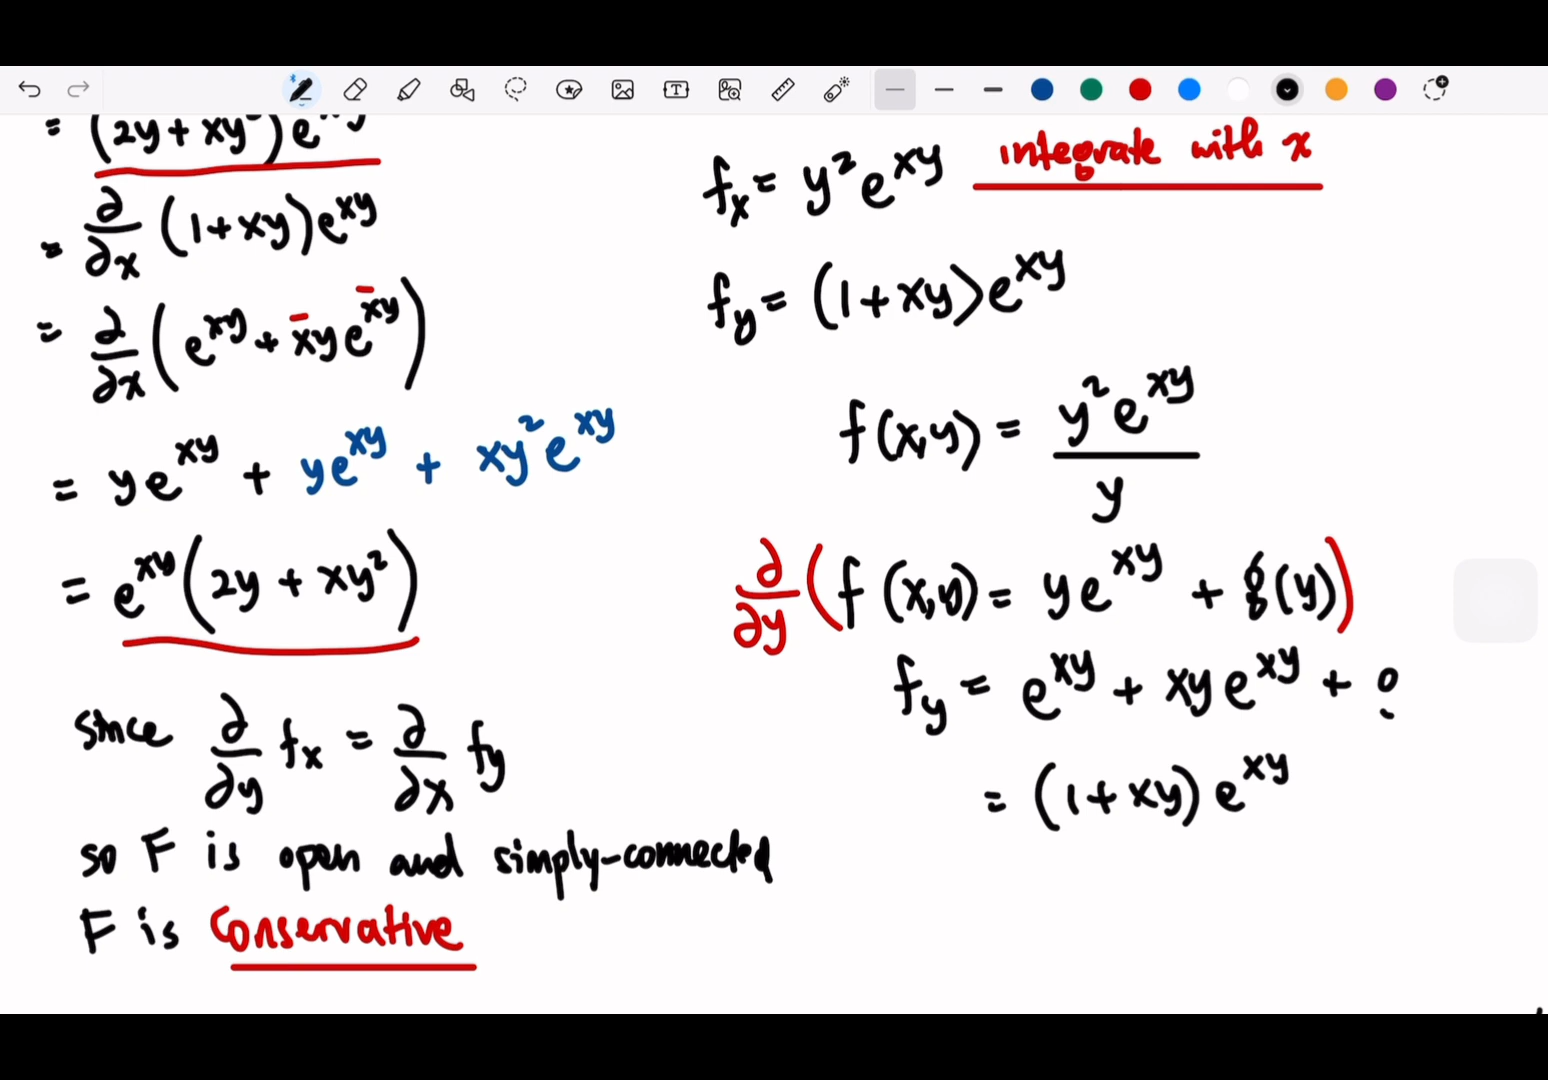 = (2y + xy²) e^xy
= ∂/∂x (1+xy)e^xy
= ∂/∂x (e^xy + xye^xy)
= ye^xy + ye^xy + xy²e^xy
= e^xy (2y + xy²)
since ∂/∂y fx = ∂/∂x fy
so F is open and simply-connected
F is conservative
fx = y²e^xy integrate with x
fy = (1+xy)e^xy
f(x,y) = y²e^xy / y
∂/∂y (f(x,y) = ye^xy + g(y))
fy = e^xy + xye^xy +
= (1+xy) e^xy